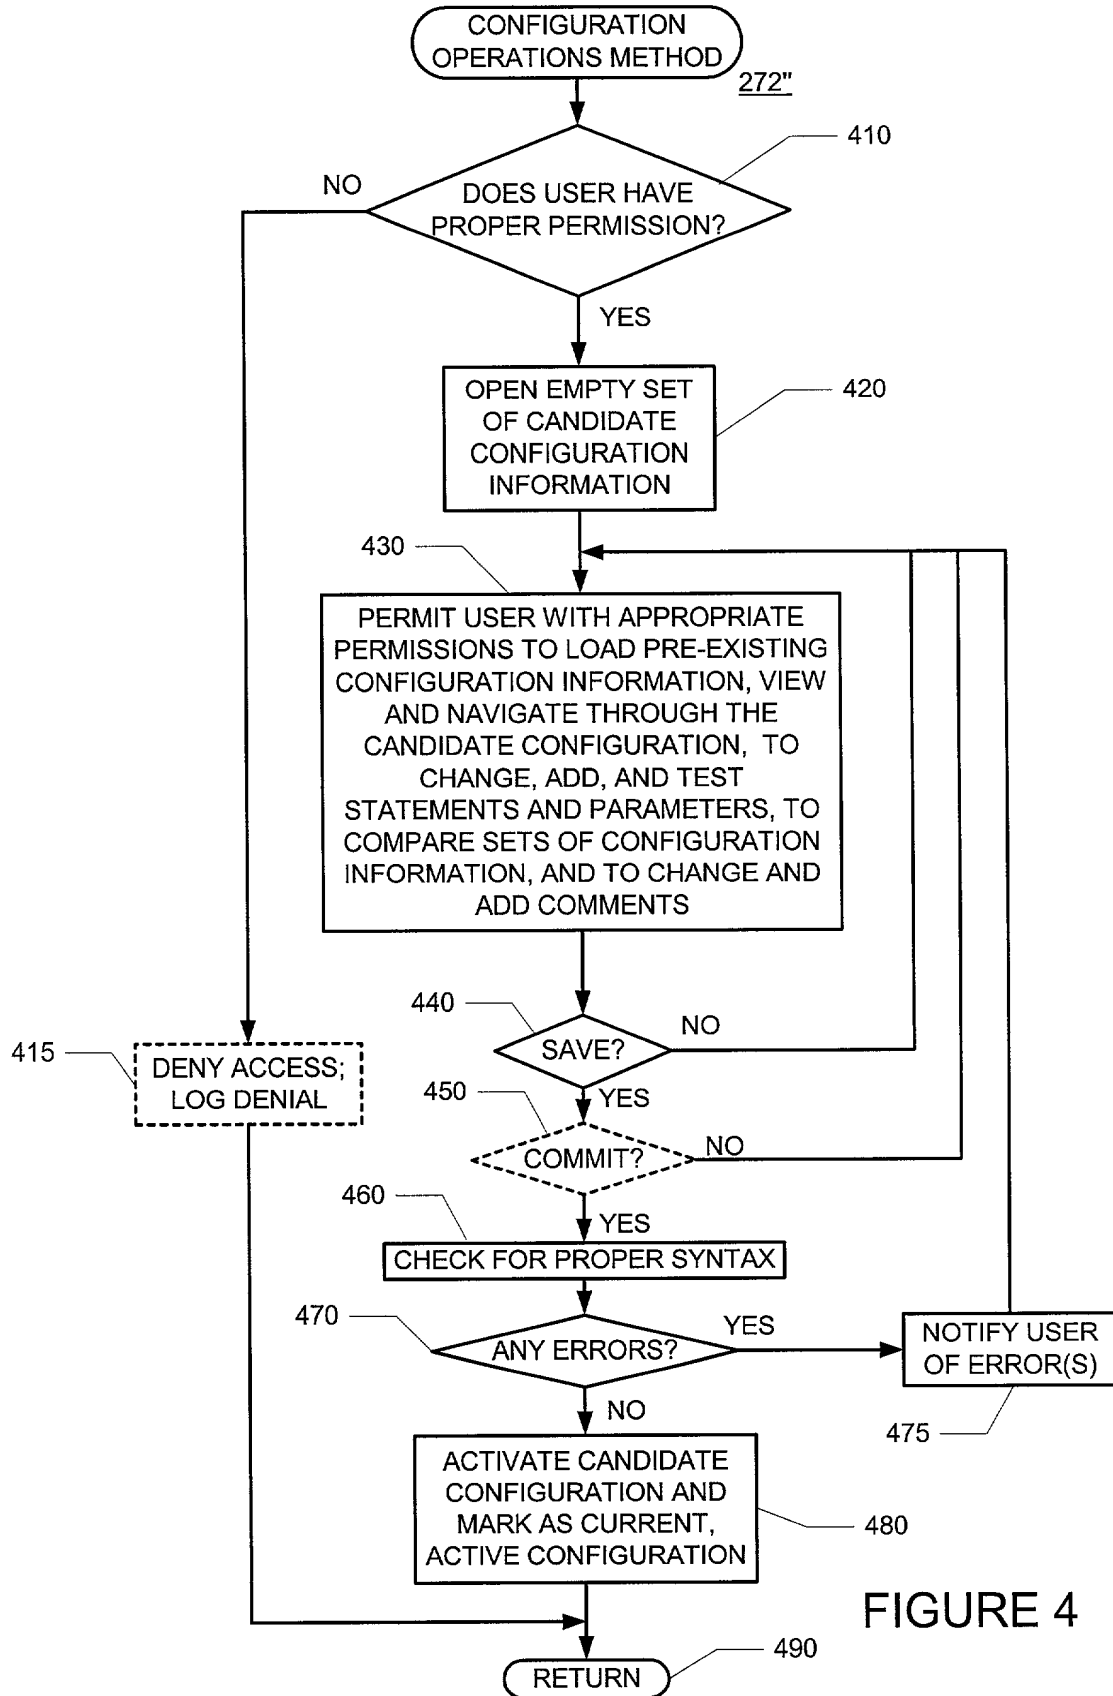 CONFIGURATION
OPERATIONS METHOD
272"
410
NO
DOES USER HAVE
PROPER PERMISSION?
YES
OPEN EMPTY SET
OF CANDIDATE
CONFIGURATION
INFORMATION
420
430
PERMIT USER WITH APPROPRIATE
PERMISSIONS TO LOAD PRE-EXISTING
CONFIGURATION INFORMATION, VIEW
AND NAVIGATE THROUGH THE
CANDIDATE CONFIGURATION, TO
CHANGE, ADD, AND TEST
STATEMENTS AND PARAMETERS, TO
COMPARE SETS OF CONFIGURATION
INFORMATION, AND TO CHANGE AND
ADD COMMENTS
440
SAVE?
NO
415
DENY ACCESS;
LOG DENIAL
YES
450
COMMIT?
NO
460
YES
CHECK FOR PROPER SYNTAX
470
ANY ERRORS?
YES
NOTIFY USER
OF ERROR(S)
475
NO
ACTIVATE CANDIDATE
CONFIGURATION AND
MARK AS CURRENT,
ACTIVE CONFIGURATION
480
FIGURE 4
RETURN
490